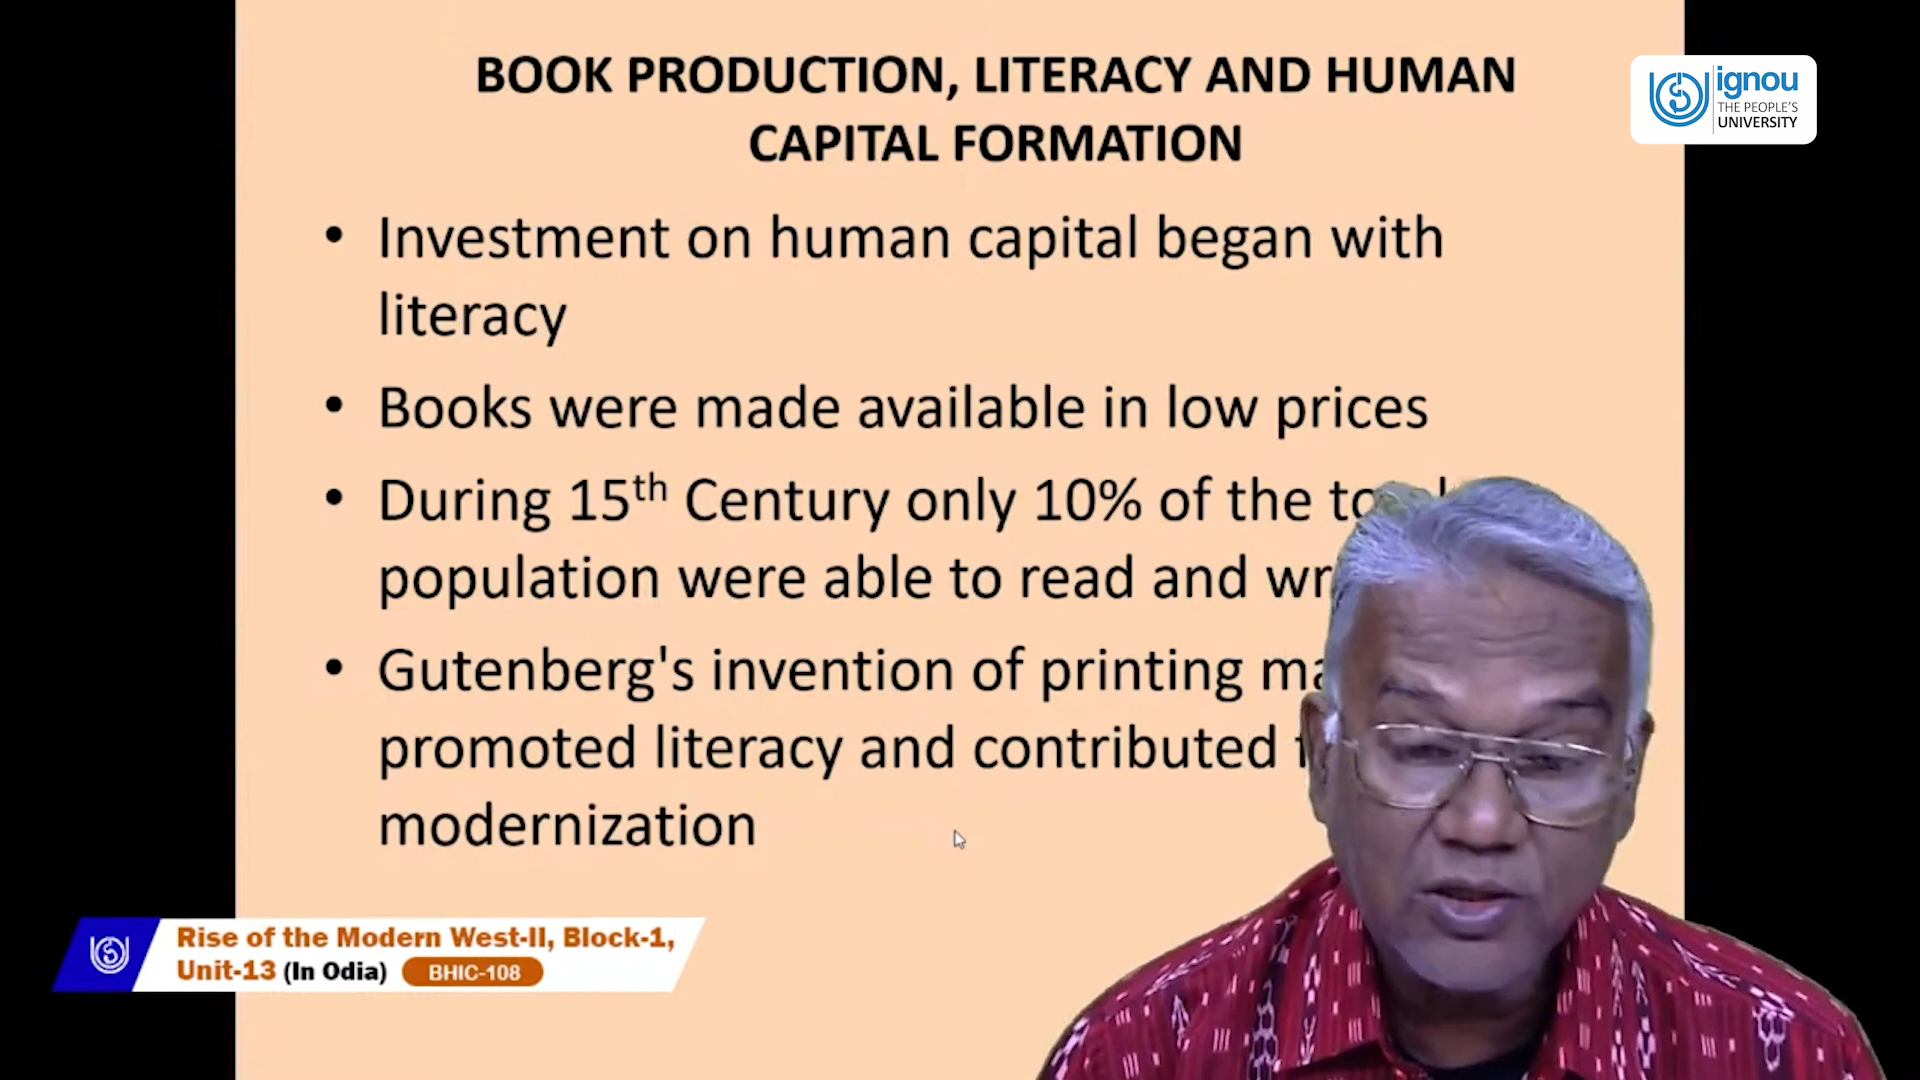 BOOK PRODUCTION, LITERACY AND HUMAN
CAPITAL FORMATION
• Investment on human capital began with
literacy
• Books were made available in low prices
• During 15th Century only 10% of the
population were able to read and
• Gutenberg's invention of printing
promoted literacy and contributed
modernization
ignou
THE PEOPLE'S
UNIVERSITY
Rise of the Modern West-II, Block-1,
Unit-13 (In Odia) BHIC-108